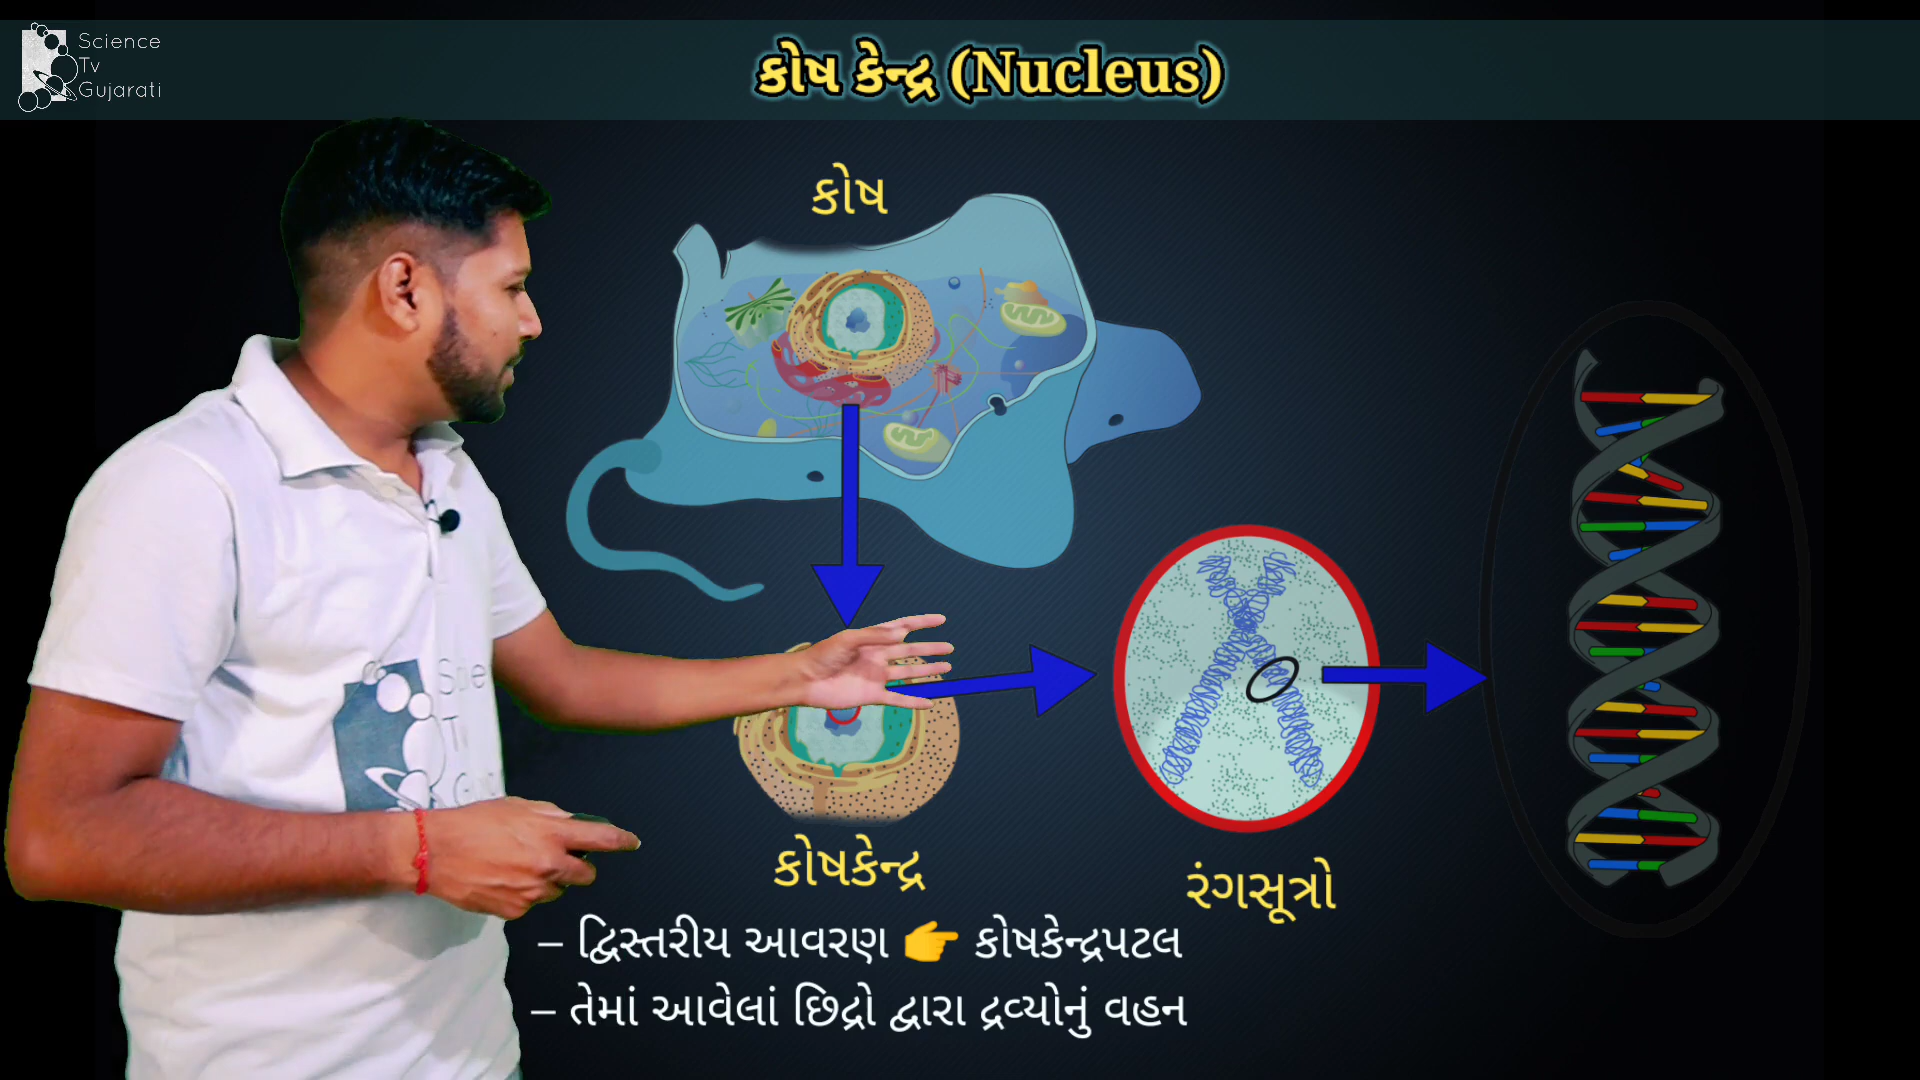 Science
Tv
Gujarati
કોષ કેન્દ્ર (Nucleus)
કોષ
કોષકેન્દ્ર
રંગસૂત્રો
– દ્વિસ્તરીય આવરણ 👉 કોષકેન્દ્રપટલ
– તેમાં આવેલાં છિદ્રો દ્વારા દ્રવ્યોનું વહન